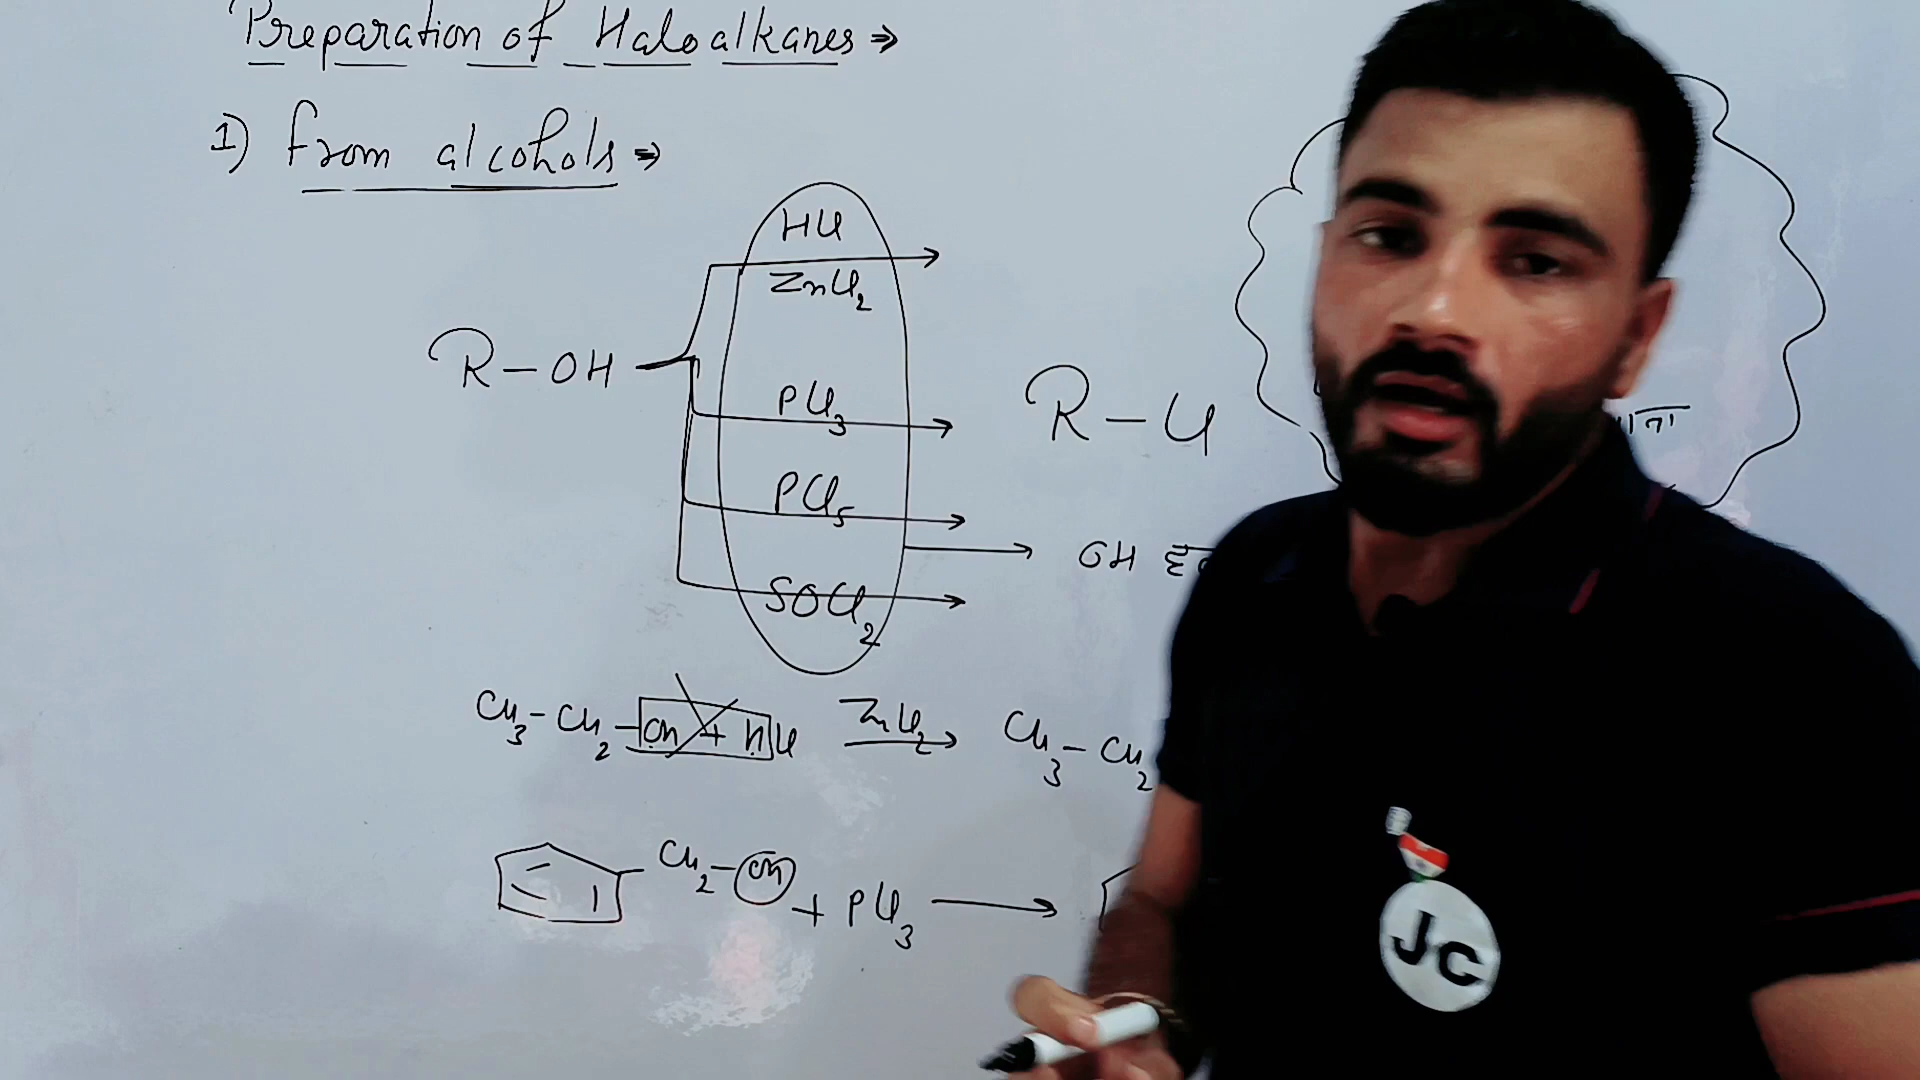 Preparation of Haloalkanes ⇒
1) from alcohols ⇒
HCl
ZnCl2
R-OH
PCl3
R-Cl
PCl5
OH
SOCl2
CH3-CH2-OH + HCl ZnCl2 → CH3-CH2
CH2-OH + PCl3 →
JC